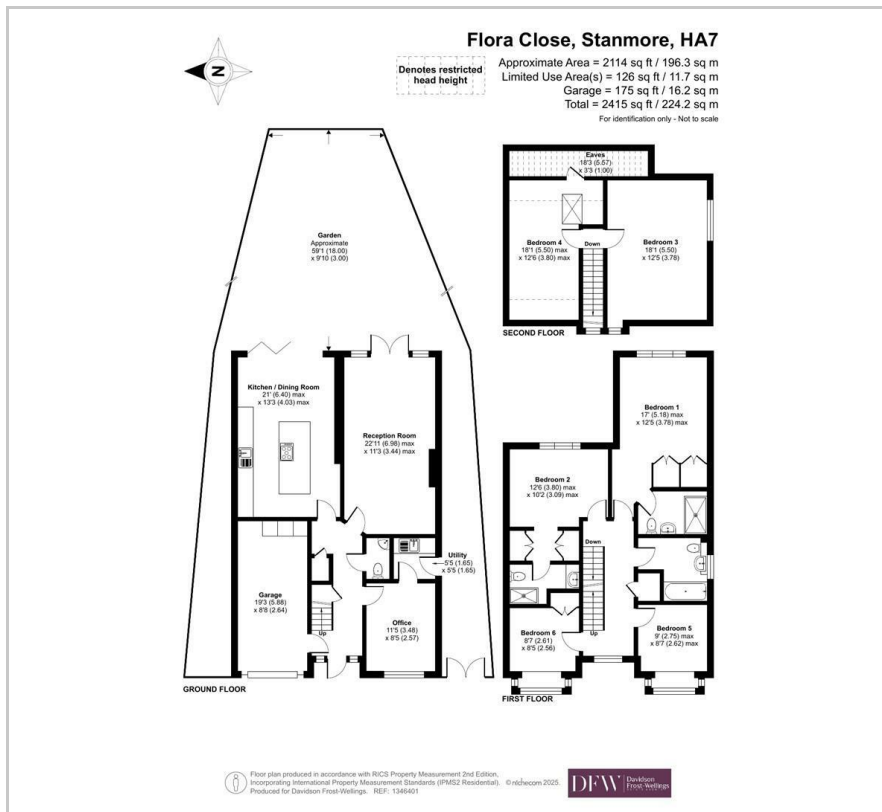 Flora Close, Stanmore, HA7
Approximate Area = 2114 sq ft / 196.3 sq m
Limited Use Area(s) = 126 sq ft / 11.7 sq m
Garage = 175 sq ft / 16.2 sq m
Total = 2415 sq ft / 224.2 sq m
For identification only - Not to scale
Denotes restricted
head height
N
Garden
Approximate
59'1 (18.00)
x 9'10 (3.00)
Kitchen / Dining Room
21' (6.40) max
x 13'3 (4.03) max
Reception Room
22'11 (6.98) max
x 11'3 (3.44) max
Utility
5'5 (1.65)
x 5'5 (1.65)
Garage
19'3 (5.88)
x 8'8 (2.64)
Up
Office
11'5 (3.48)
x 8'5 (2.57)
GROUND FLOOR
Eaves
18'3 (5.57)
x 3'3 (1.00)
Bedroom 4
18'1 (5.50) max
x 12'6 (3.80) max
Down
Bedroom 3
18'1 (5.50)
x 12'5 (3.78)
SECOND FLOOR
Bedroom 1
17' (5.18) max
x 12'5 (3.78) max
Bedroom 2
12'6 (3.80) max
x 10'2 (3.09) max
Down
Up
Bedroom 6
8'7 (2.61)
x 8'5 (2.56)
Bedroom 5
9' (2.75) max
x 8'7 (2.62) max
FIRST FLOOR
Floor plan produced in accordance with RICS Property Measurement 2nd Edition,
Incorporating International Property Measurement Standards (IPMS2 Residential). © nichecom 2025.
Produced for Davidson Frost-Wellings. REF: 1346401
DFW
Davidson
Frost-Wellings